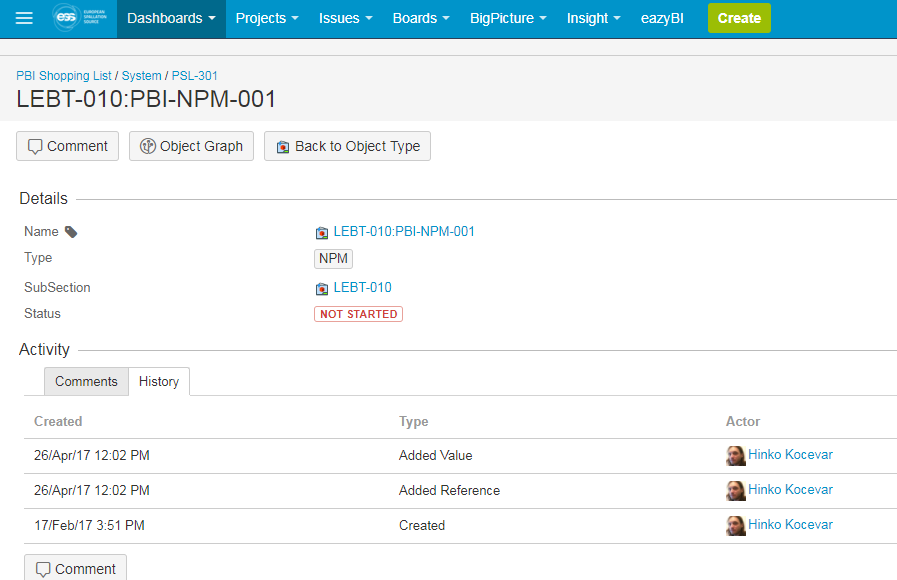 ess EUROPEAN SPALLATION SOURCE Dashboards Projects Issues Boards BigPicture Insight eazyBI Create
PBI Shopping List / System / PSL-301
LEBT-010:PBI-NPM-001
Comment Object Graph Back to Object Type
Details
Name LEBT-010:PBI-NPM-001
Type NPM
SubSection LEBT-010
Status NOT STARTED
Activity
Comments History
Created Type Actor
26/Apr/17 12:02 PM Added Value Hinko Kocevar
26/Apr/17 12:02 PM Added Reference Hinko Kocevar
17/Feb/17 3:51 PM Created Hinko Kocevar
Comment